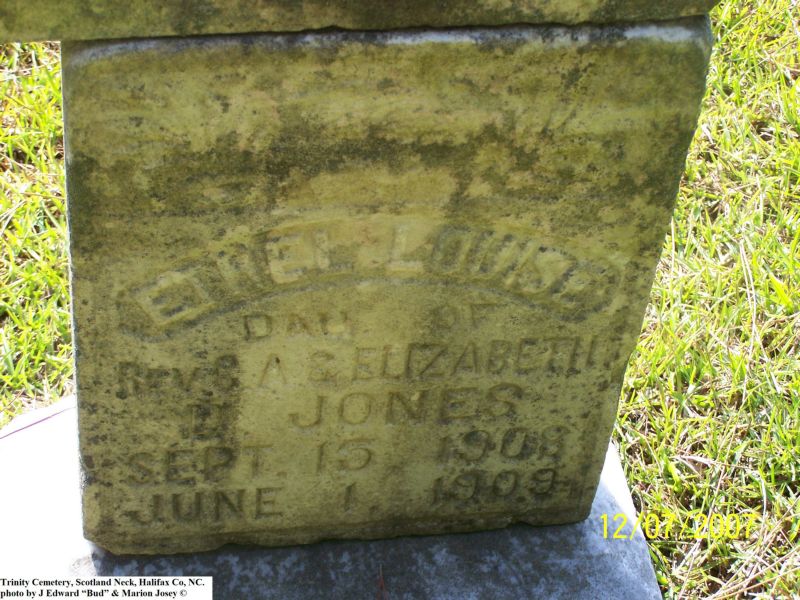 ETHEL LOUISE
DAU OF
REV. S A & ELIZABETH
JONES
SEPT. 15, 1908
JUNE 1, 1909
12/07/2007
Trinity Cemetery, Scotland Neck, Halifax Co, NC.
photo by J Edward “Bud” & Marion Josey ©